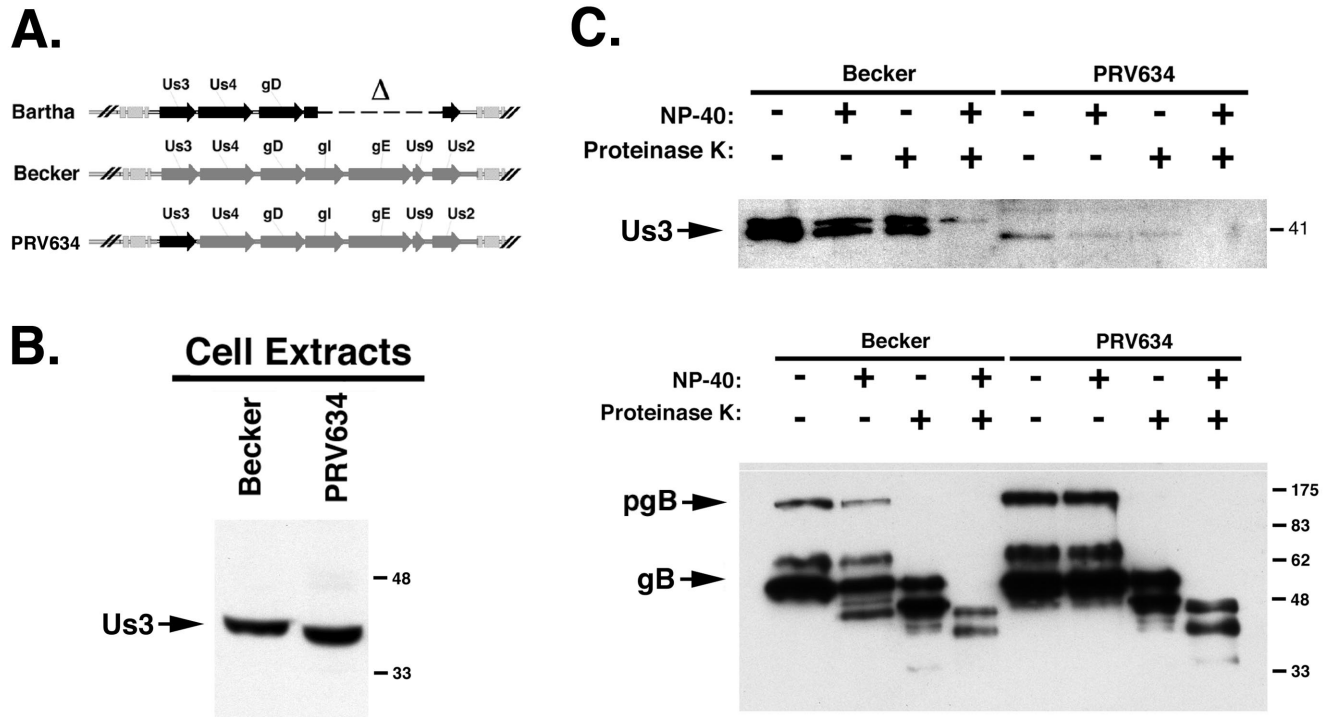 A.
Us3 Us4 gD Δ
Bartha
Us3 Us4 gD gI gE Us9 Us2
Becker
Us3 Us4 gD gI gE Us9 Us2
PRV634
B.
Cell Extracts
Becker PRV634
48
Us3
33
C.
Becker PRV634
NP-40: - + - + - + - +
Proteinase K: - - + + - - + +
Us3 41
Becker PRV634
NP-40: - + - + - + - +
Proteinase K: - - + + - - + +
175
pgB
83
62
gB
48
33